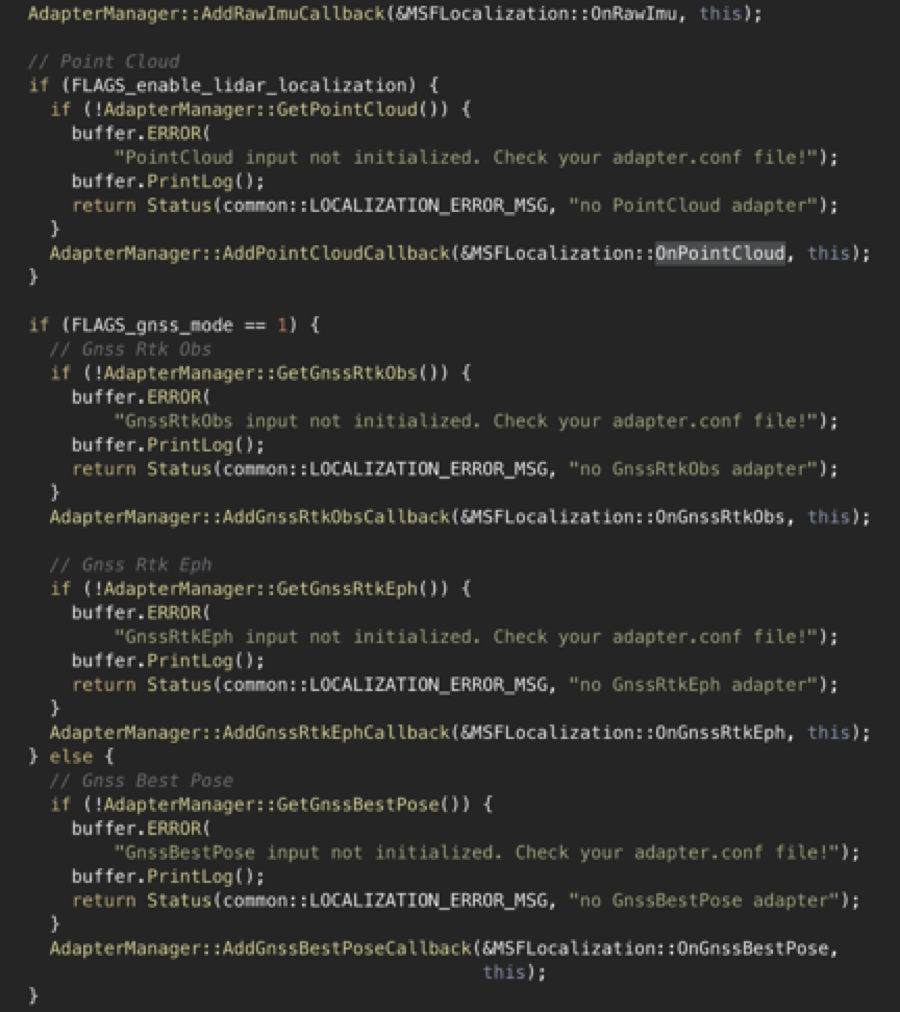 AdapterManager::AddRawImuCallback(&MSFLocalization::OnRawImu, this);
// Point Cloud
if (FLAGS_enable_lidar_localization) {
if (!AdapterManager::GetPointCloud()) {
buffer.ERROR(
"PointCloud input not initialized. Check your adapter.conf file!");
buffer.PrintLog();
return Status(common::LOCALIZATION_ERROR_MSG, "no PointCloud adapter");
}
AdapterManager::AddPointCloudCallback(&MSFLocalization::OnPointCloud, this);
}
if (FLAGS_gnss_mode == 1) {
// Gnss Rtk Obs
if (!AdapterManager::GetGnssRtkObs()) {
buffer.ERROR(
"GnssRtkObs input not initialized. Check your adapter.conf file!");
buffer.PrintLog();
return Status(common::LOCALIZATION_ERROR_MSG, "no GnssRtkObs adapter");
}
AdapterManager::AddGnssRtkObsCallback(&MSFLocalization::OnGnssRtkObs, this);
// Gnss Rtk Eph
if (!AdapterManager::GetGnssRtkEph()) {
buffer.ERROR(
"GnssRtkEph input not initialized. Check your adapter.conf file!");
buffer.PrintLog();
return Status(common::LOCALIZATION_ERROR_MSG, "no GnssRtkEph adapter");
}
AdapterManager::AddGnssRtkEphCallback(&MSFLocalization::OnGnssRtkEph, this);
} else {
// Gnss Best Pose
if (!AdapterManager::GetGnssBestPose()) {
buffer.ERROR(
"GnssBestPose input not initialized. Check your adapter.conf file!");
buffer.PrintLog();
return Status(common::LOCALIZATION_ERROR_MSG, "no GnssBestPose adapter");
}
AdapterManager::AddGnssBestPoseCallback(&MSFLocalization::OnGnssBestPose,
this);
}